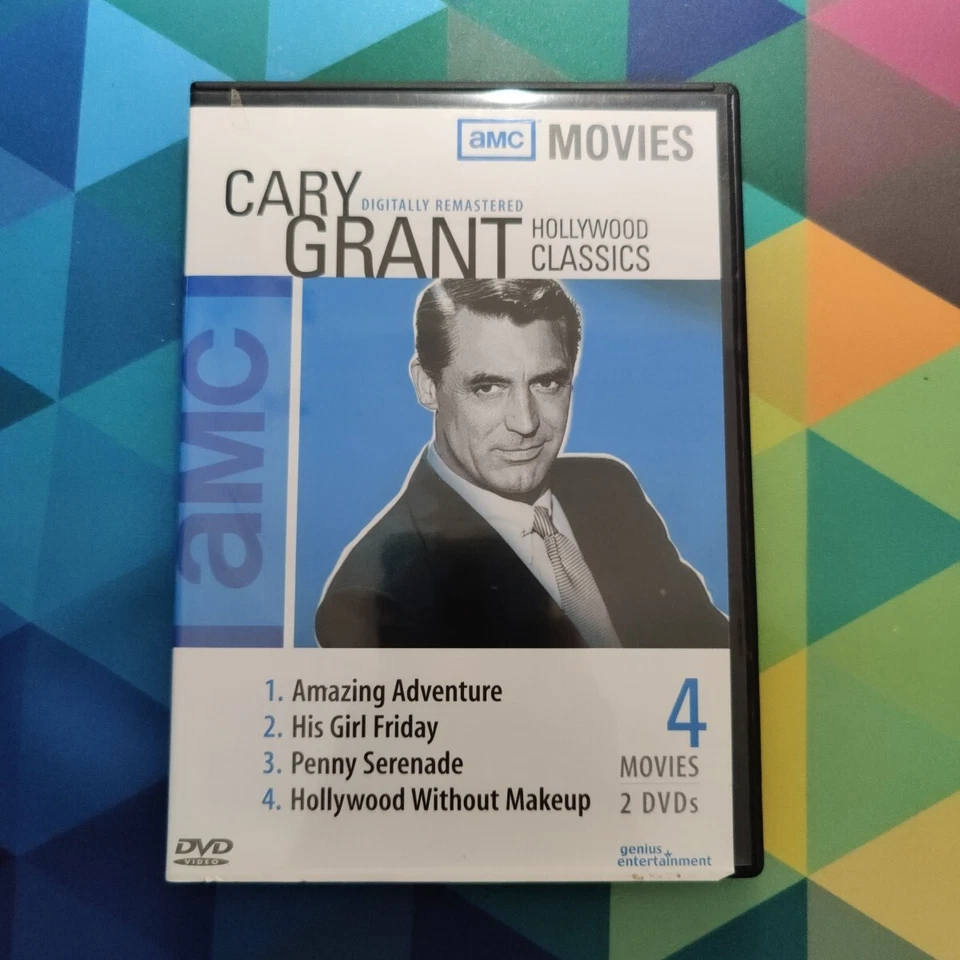 amc MOVIES
CARY
DIGITALLY REMASTERED
GRANT
HOLLYWOOD
CLASSICS
amc
1. Amazing Adventure
2. His Girl Friday
3. Penny Serenade
4. Hollywood Without Makeup
4
MOVIES
2 DVDs
DVD
VIDEO
genius
entertainment